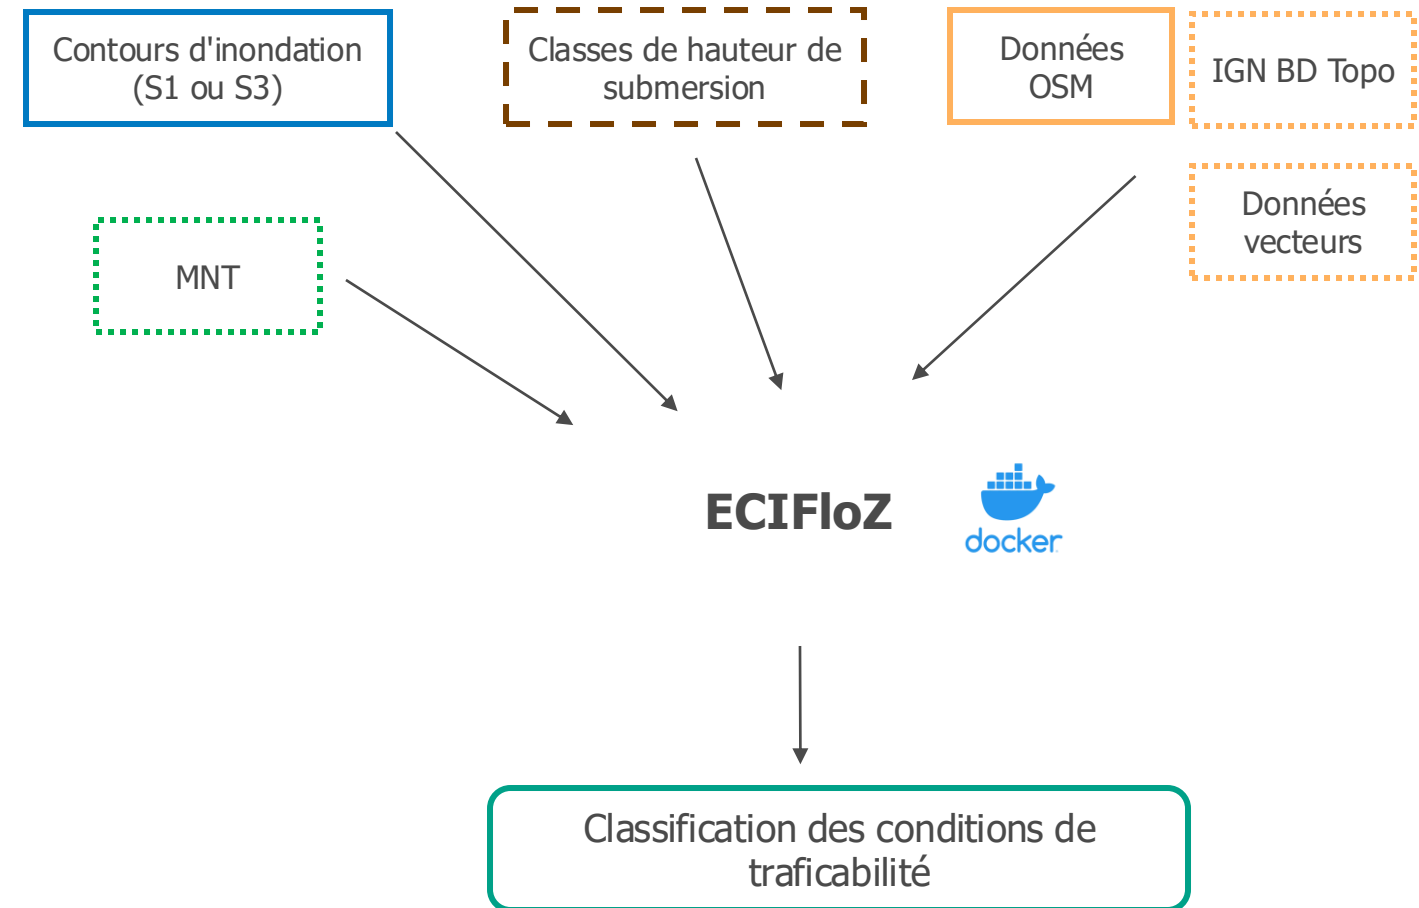 Contours d'inondation
(S1 ou S3)
Classes de hauteur de
submersion
Données
OSM
IGN BD Topo
Données
vecteurs
MNT
ECIFloZ
docker
Classification des conditions de
traficabilité